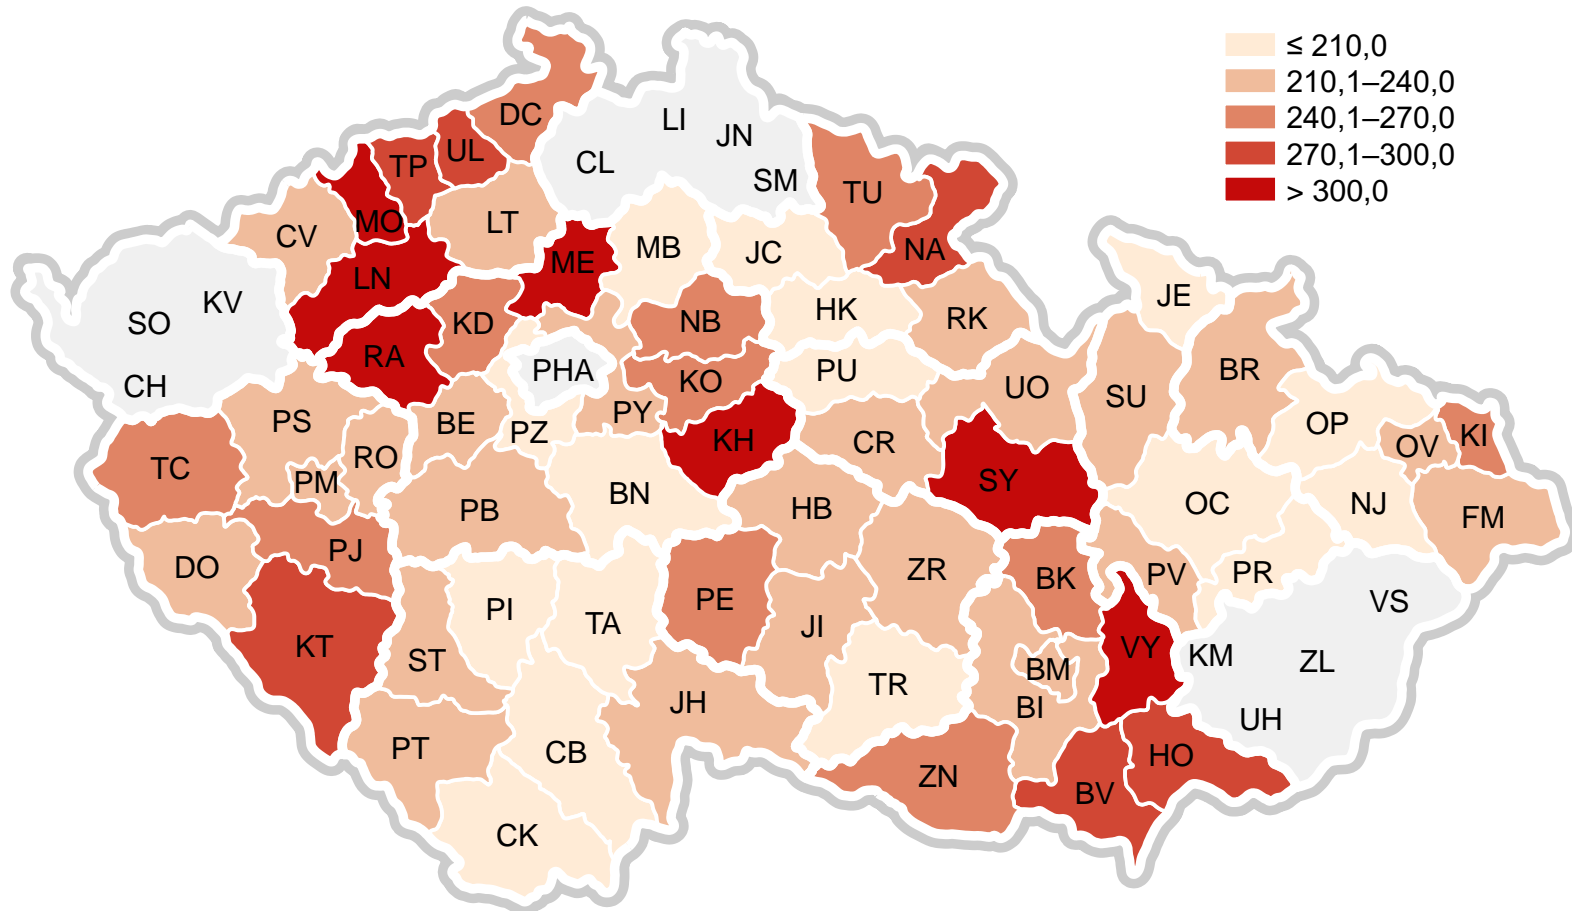 ≤ 210,0
210,1–240,0
240,1–270,0
270,1–300,0
> 300,0
DC
LI
JN
UL
TP
CL
SM
TU
MO
LT
CV
MB
JC
NA
ME
LN
KV
SO
JE
HK
RK
KD
NB
RA
PHA
KO
PU
BR
CH
UO
SU
PS
BE
PY
PZ
KH
CR
OP
OV
KI
RO
TC
PM
SY
BN
PB
HB
OC
NJ
FM
PJ
DO
ZR
BK
PV
PR
PE
VS
PI
TA
JI
KT
ST
VY
KM
ZL
BM
TR
JH
BI
UH
PT
CB
HO
ZN
BV
CK